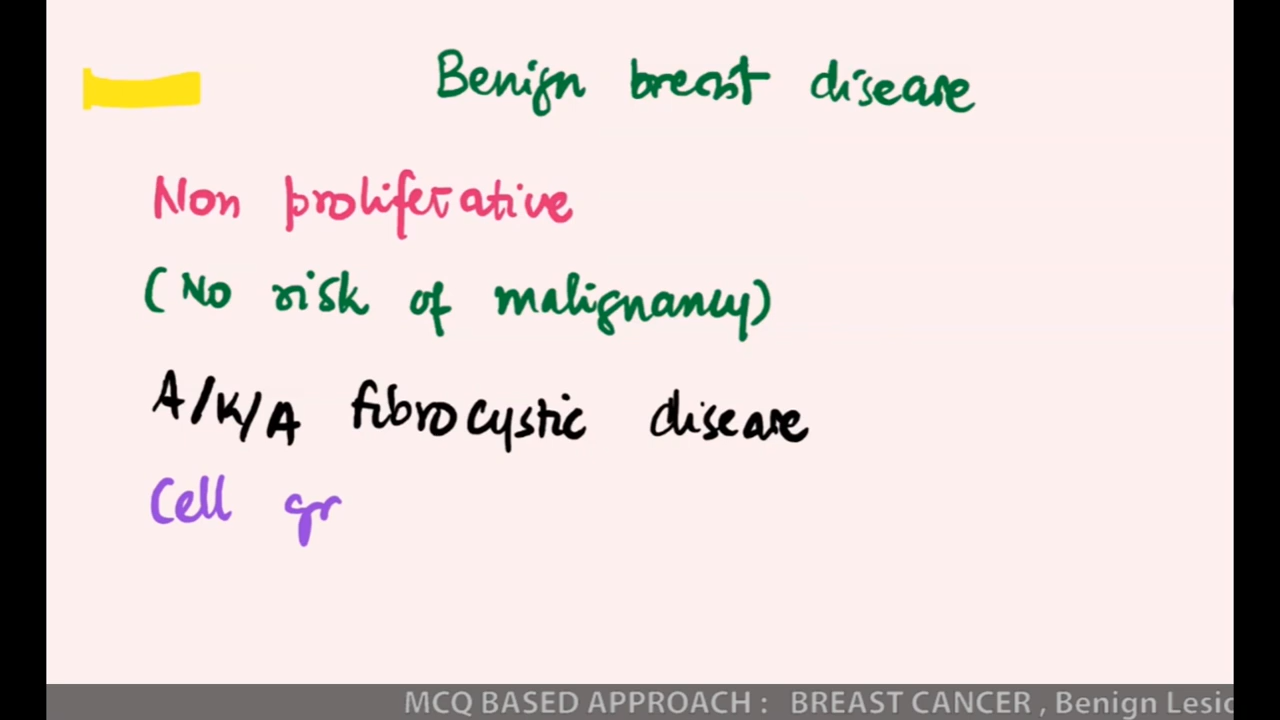 Benign breast disease
Non proliferative
(No risk of malignancy)
A/K/A fibrocystic disease
Cell gr
MCQ BASED APPROACH : BREAST CANCER , Benign Lesic